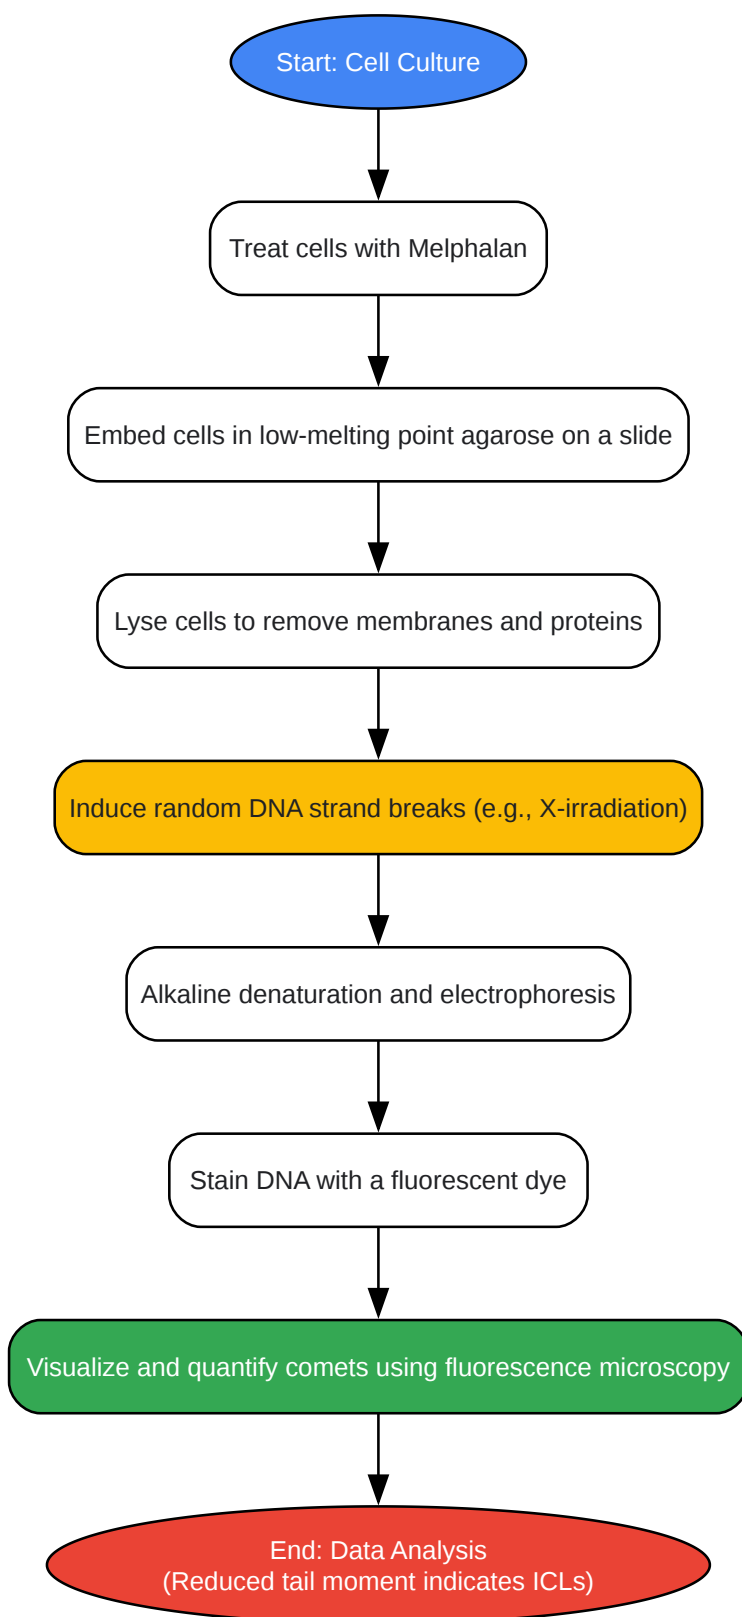 Start: Cell Culture
Treat cells with Melphalan
Embed cells in low-melting point agarose on a slide
Lyse cells to remove membranes and proteins
Induce random DNA strand breaks (e.g., X-irradiation)
Alkaline denaturation and electrophoresis
Stain DNA with a fluorescent dye
Visualize and quantify comets using fluorescence microscopy
End: Data Analysis
(Reduced tail moment indicates ICLs)